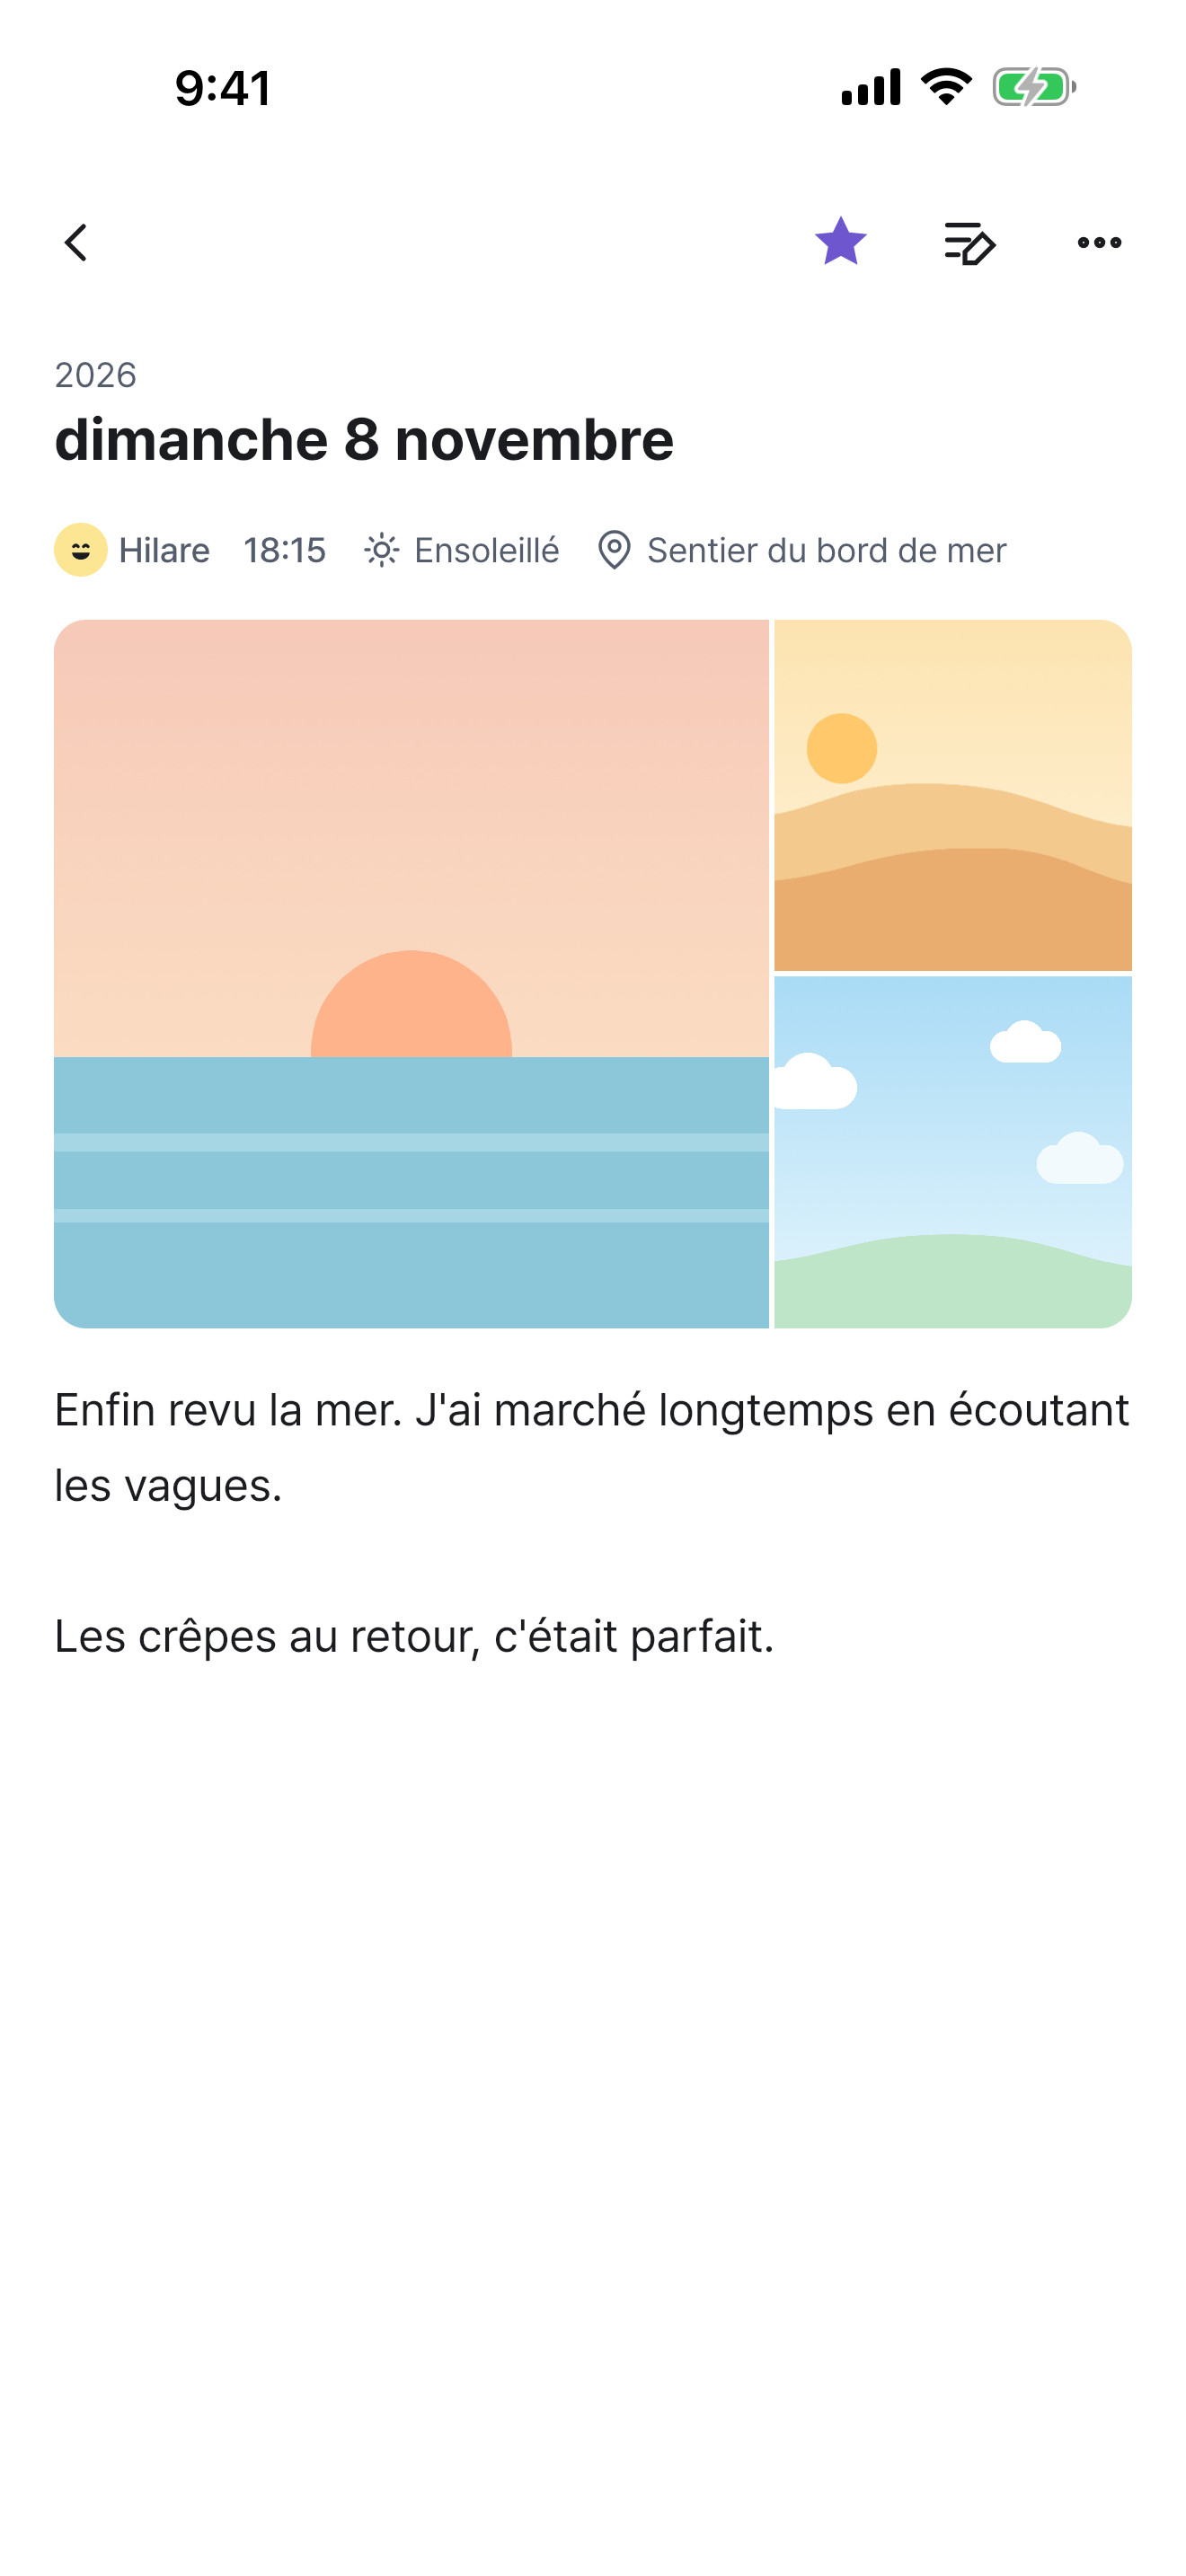 9:41
2026
dimanche 8 novembre
Hilare 18:15 Ensoleillé Sentier du bord de mer
Enfin revu la mer. J'ai marché longtemps en écoutant
les vagues.
Les crêpes au retour, c'était parfait.